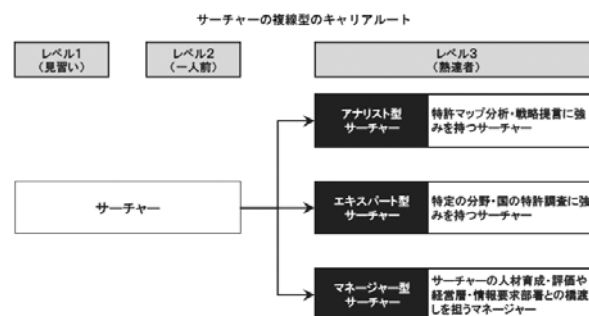 サーチャーの複線型のキャリアルート
レベル1
(見習い)
レベル2
(一人前)
レベル3
(熟達者)
アナリスト型
サーチャー
特許マップ分析・戦略提言に強
みを持つサーチャー
サーチャー
エキスパート型
サーチャー
特定の分野・国の特許調査に強
みを持つサーチャー
マネージャー型
サーチャー
サーチャーの人材育成・評価や
経営層・情報要求部署との橋渡
しを担うマネージャー